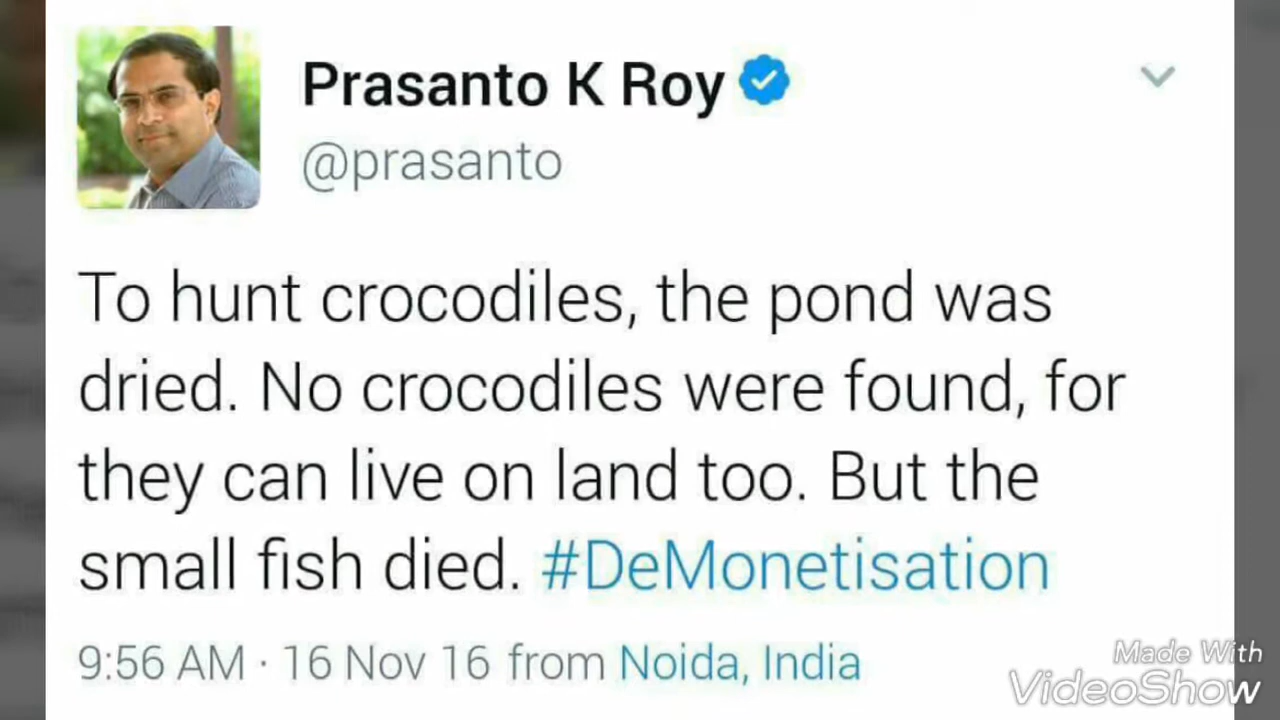 Prasanto K Roy
@prasanto
To hunt crocodiles, the pond was
dried. No crocodiles were found, for
they can live on land too. But the
small fish died. #DeMonetisation
9:56 AM · 16 Nov 16 from Noida, India
Made With
VideoShow